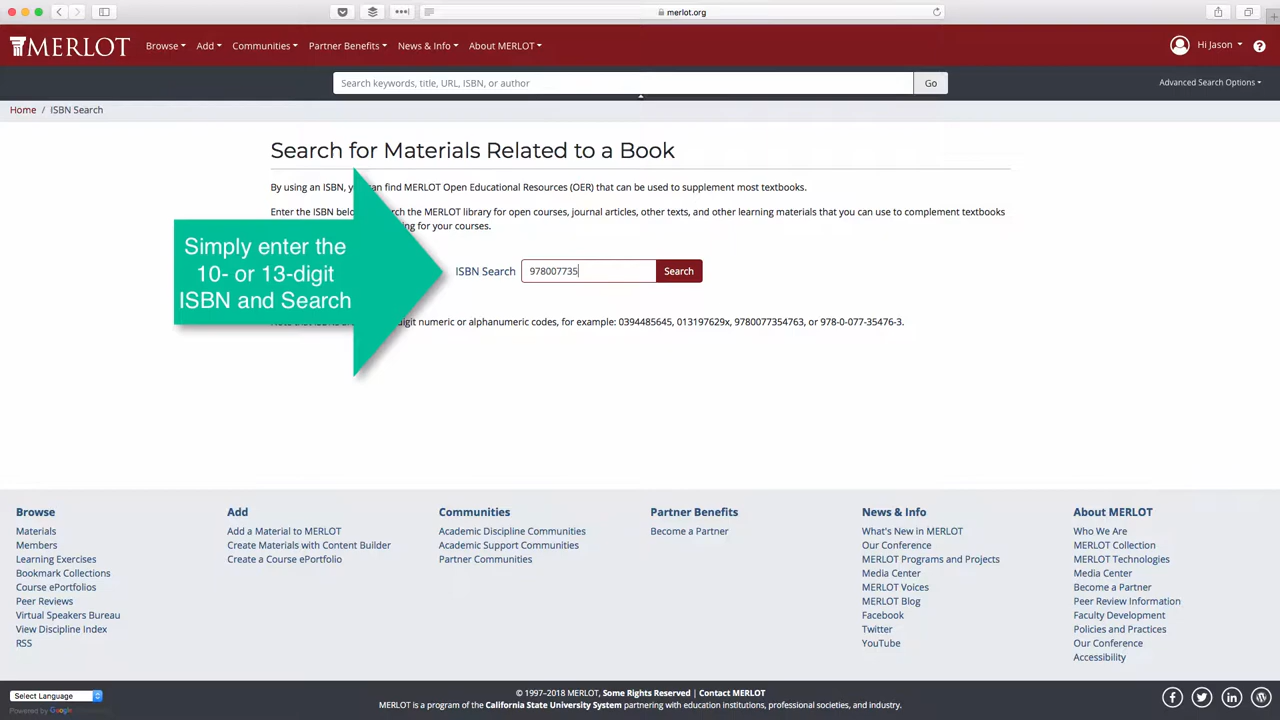 merlot.org
MERLOT
Browse
Add
Communities
Partner Benefits
News & Info
About MERLOT
Hi Jason
?
Search keywords, title, URL, ISBN, or author
Go
Advanced Search Options
Home / ISBN Search
Search for Materials Related to a Book
By using an ISBN, can find MERLOT Open Educational Resources (OER) that can be used to supplement most textbooks.
Enter the ISBN the MERLOT library for open courses, journal articles, other texts, and other learning materials that you can use to complement textbooks
for your courses.
Simply enter the
10- or 13-digit
ISBN and Search
ISBN Search
978007735
Search
numeric or alphanumeric codes, for example: 0394485645, 013197629x, 9780077354763, or 978-0-077-35476-3.
Browse
Materials
Members
Learning Exercises
Bookmark Collections
Course ePortfolios
Peer Reviews
Virtual Speakers Bureau
View Discipline Index
RSS
Add
Add a Material to MERLOT
Create Materials with Content Builder
Create a Course ePortfolio
Communities
Academic Discipline Communities
Academic Support Communities
Partner Communities
Partner Benefits
Become a Partner
News & Info
What's New in MERLOT
Our Conference
MERLOT Programs and Projects
Media Center
MERLOT Voices
MERLOT Blog
Facebook
Twitter
YouTube
About MERLOT
Who We Are
MERLOT Collection
MERLOT Technologies
Media Center
Become a Partner
Peer Review Information
Faculty Development
Policies and Practices
Our Conference
Accessibility
Select Language
Powered by Google
© 1997–2018 MERLOT, Some Rights Reserved | Contact MERLOT
MERLOT is a program of the California State University System partnering with education institutions, professional societies, and industry.